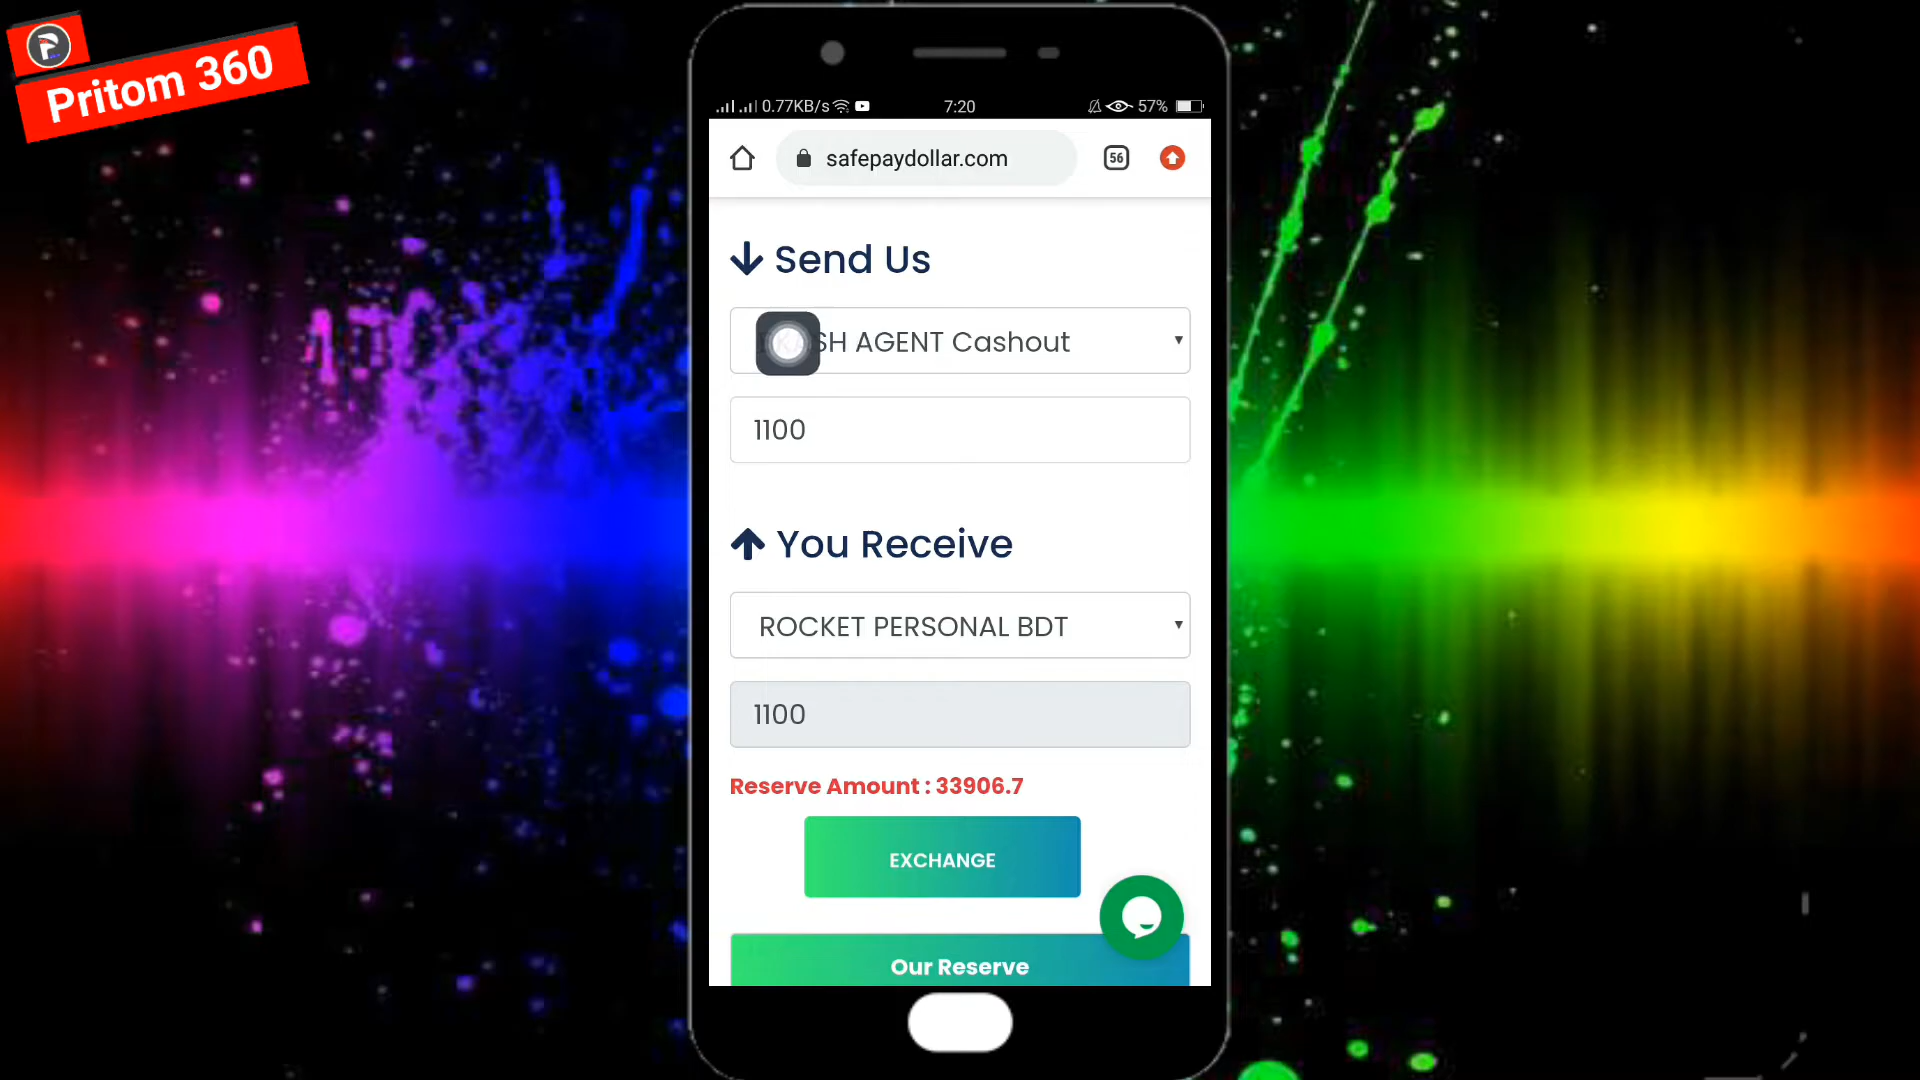 Pritom 360
0.77KB/s 7:20 57%
safepaydollar.com 56
Send Us
SH AGENT Cashout
1100
You Receive
ROCKET PERSONAL BDT
1100
Reserve Amount : 33906.7
EXCHANGE
Our Reserve